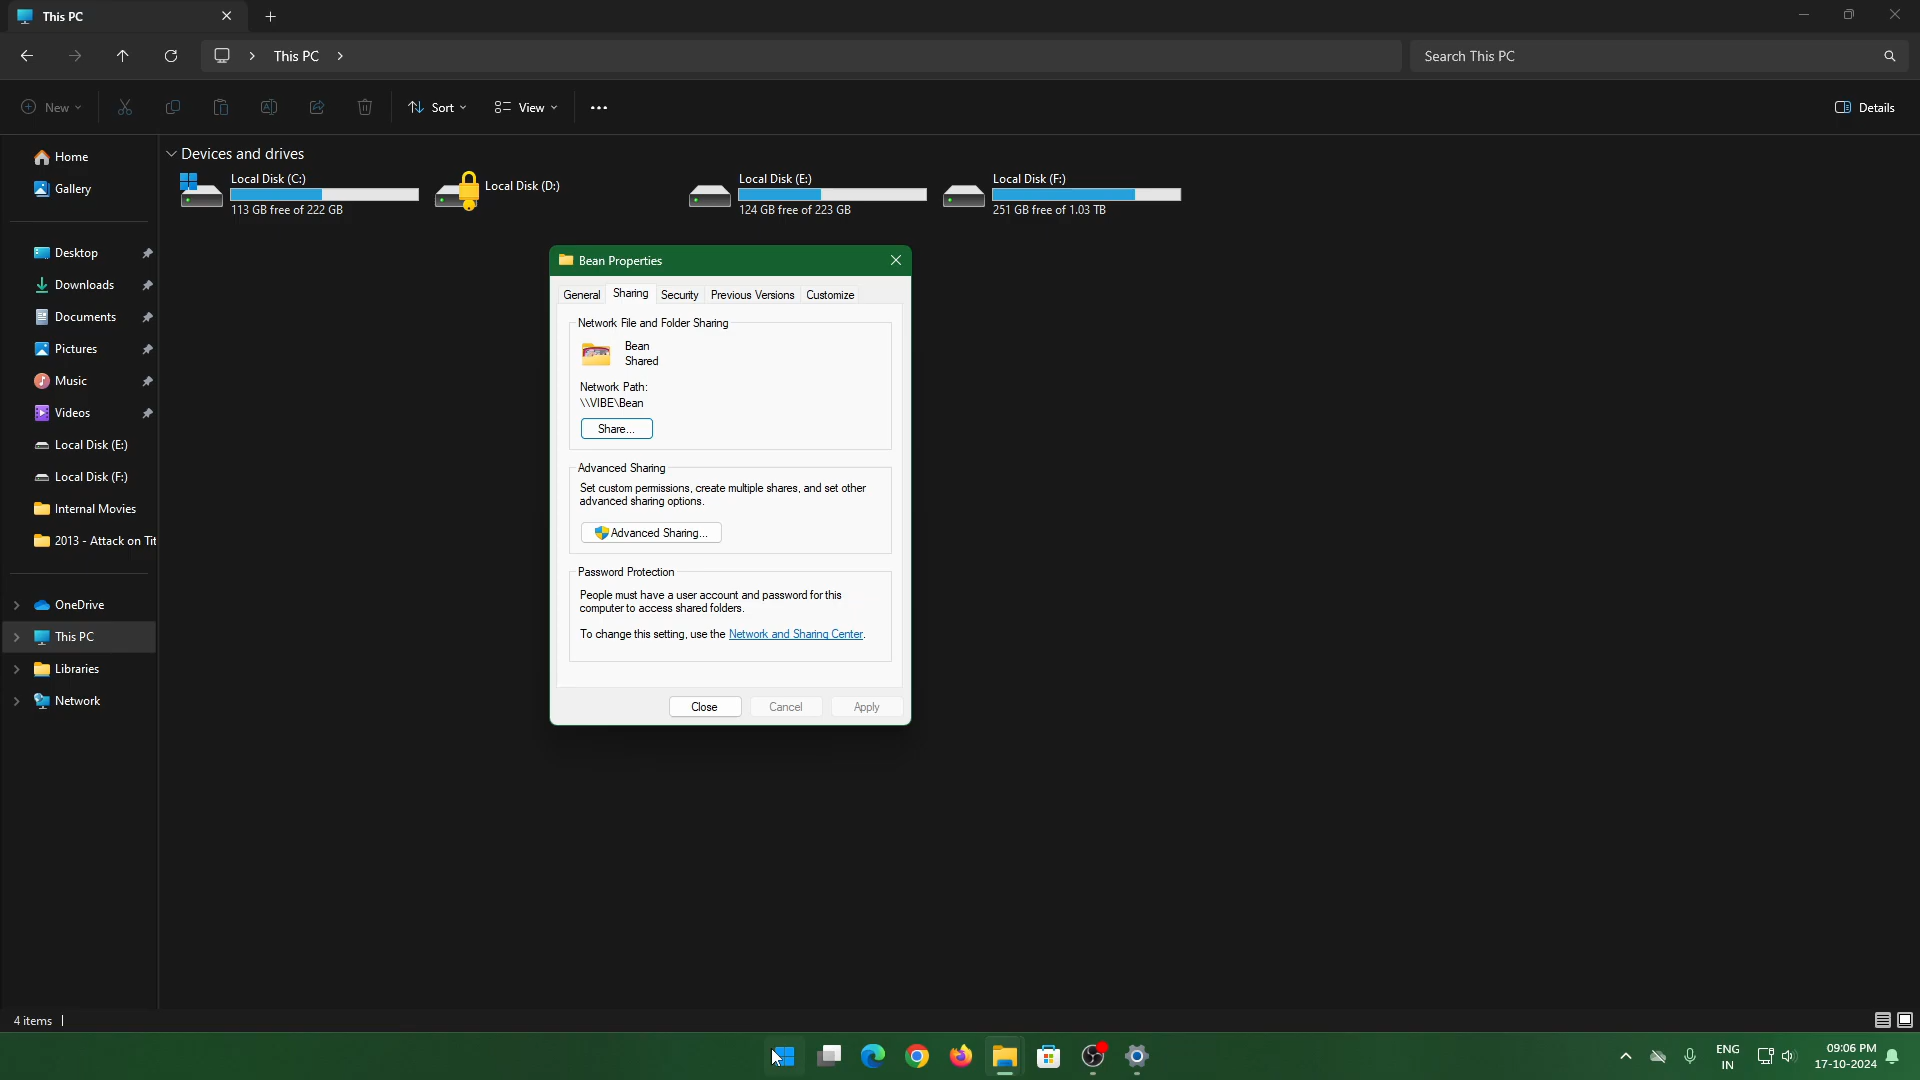 This PC
This PC
Search This PC
New
Sort
View
Details
Home
Gallery
Desktop
Downloads
Documents
Pictures
Music
Videos
Local Disk (E:)
Local Disk (F:)
Internal Movies
2013 - Attack on Tit
OneDrive
This PC
Libraries
Network
Devices and drives
Local Disk (C:)
113 GB free of 222 GB
Local Disk (D:)
Local Disk (E:)
124 GB free of 223 GB
Local Disk (F:)
251 GB free of 1.03 TB
Bean Properties
General Sharing Security Previous Versions Customize
Network File and Folder Sharing
Bean
Shared
Network Path:
\\VIBE\Bean
Share...
Advanced Sharing
Set custom permissions, create multiple shares, and set other
advanced sharing options.
Advanced Sharing...
Password Protection
People must have a user account and password for this
computer to access shared folders.
To change this setting, use the Network and Sharing Center.
Close Cancel Apply
4 items
ENG
IN
09:06 PM
17-10-2024